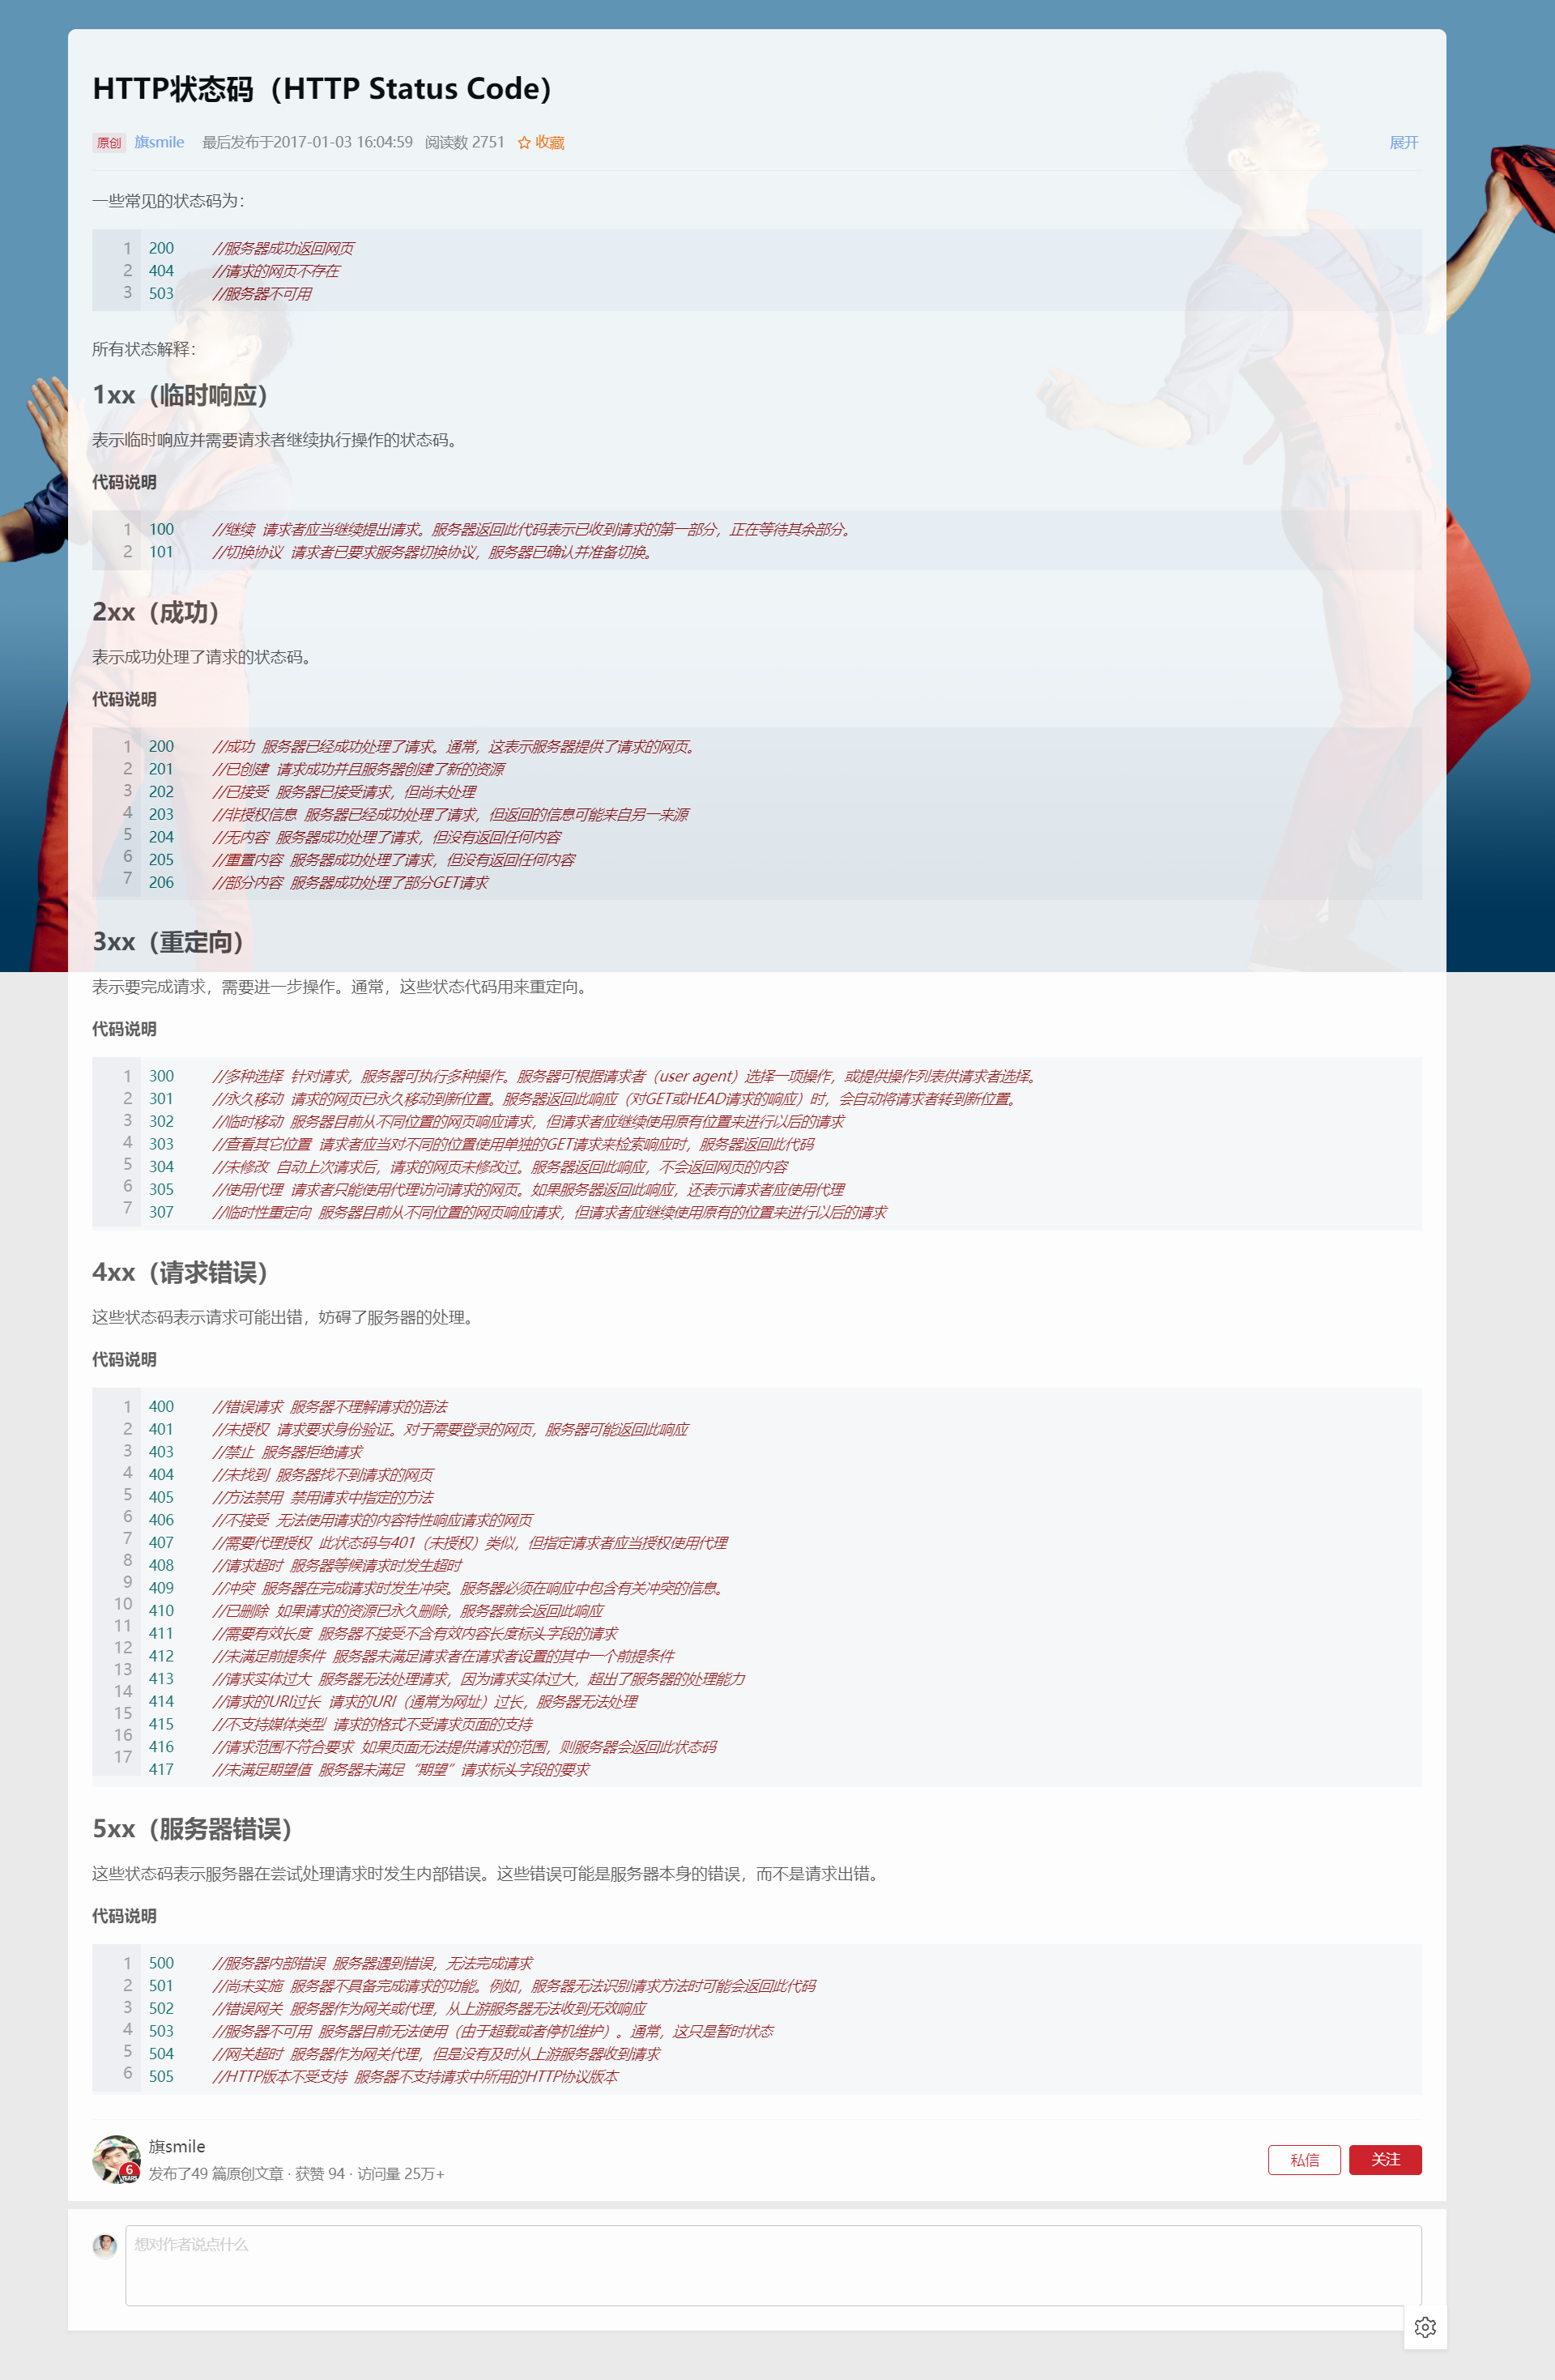 HTTP状态码（HTTP Status Code）
原创 旗smile 最后发布于2017-01-03 16:04:59 阅读数 2751 收藏 展开
一些常见的状态码为：
1 200 //服务器成功返回网页
2 404 //请求的网页不存在
3 503 //服务器不可用
所有状态解释：
1xx（临时响应）
表示临时响应并需要请求者继续执行操作的状态码。
代码说明
1 100 //继续 请求者应当继续提出请求。服务器返回此代码表示已收到请求的第一部分，正在等待其余部分。
2 101 //切换协议 请求者已要求服务器切换协议，服务器已确认并准备切换。
2xx（成功）
表示成功处理了请求的状态码。
代码说明
1 200 //成功 服务器已经成功处理了请求。通常，这表示服务器提供了请求的网页。
2 201 //已创建 请求成功并且服务器创建了新的资源
3 202 //已接受 服务器已接受请求，但尚未处理
4 203 //非授权信息 服务器已经成功处理了请求，但返回的信息可能来自另一来源
5 204 //无内容 服务器成功处理了请求，但没有返回任何内容
6 205 //重置内容 服务器成功处理了请求，但没有返回任何内容
7 206 //部分内容 服务器成功处理了部分GET请求
3xx（重定向）
表示要完成请求，需要进一步操作。通常，这些状态代码用来重定向。
代码说明
1 300 //多种选择 针对请求，服务器可执行多种操作。服务器可根据请求者（user agent）选择一项操作，或提供操作列表供请求者选择。
2 301 //永久移动 请求的网页已永久移动到新位置。服务器返回此响应（对GET或HEAD请求的响应）时，会自动将请求者转到新位置。
3 302 //临时移动 服务器目前从不同位置的网页响应请求，但请求者应继续使用原有位置来进行以后的请求
4 303 //查看其它位置 请求者应当对不同的位置使用单独的GET请求来检索响应时，服务器返回此代码
5 304 //未修改 自动上次请求后，请求的网页未修改过。服务器返回此响应，不会返回网页的内容
6 305 //使用代理 请求者只能使用代理访问请求的网页。如果服务器返回此响应，还表示请求者应使用代理
7 307 //临时性重定向 服务器目前从不同位置的网页响应请求，但请求者应继续使用原有的位置来进行以后的请求
4xx（请求错误）
这些状态码表示请求可能出错，妨碍了服务器的处理。
代码说明
1 400 //错误请求 服务器不理解请求的语法
2 401 //未授权 请求要求身份验证。对于需要登录的网页，服务器可能返回此响应
3 403 //禁止 服务器拒绝请求
4 404 //未找到 服务器找不到请求的网页
5 405 //方法禁用 禁用请求中指定的方法
6 406 //不接受 无法使用请求的内容特性响应请求的网页
7 407 //需要代理授权 此状态码与401（未授权）类似，但指定请求者应当授权使用代理
8 408 //请求超时 服务器等候请求时发生超时
9 409 //冲突 服务器在完成请求时发生冲突。服务器必须在响应中包含有关冲突的信息。
10 410 //已删除 如果请求的资源已永久删除，服务器就会返回此响应
11 411 //需要有效长度 服务器不接受不含有效内容长度标头字段的请求
12 412 //未满足前提条件 服务器未满足请求者在请求者设置的其中一个前提条件
13 413 //请求实体过大 服务器无法处理请求，因为请求实体过大，超出了服务器的处理能力
14 414 //请求的URI过长 请求的URI（通常为网址）过长，服务器无法处理
15 415 //不支持媒体类型 请求的格式不受请求页面的支持
16 416 //请求范围不符合要求 如果页面无法提供请求的范围，则服务器会返回此状态码
17 417 //未满足期望值 服务器未满足“期望”请求标头字段的要求
5xx（服务器错误）
这些状态码表示服务器在尝试处理请求时发生内部错误。这些错误可能是服务器本身的错误，而不是请求出错。
代码说明
1 500 //服务器内部错误 服务器遇到错误，无法完成请求
2 501 //尚未实施 服务器不具备完成请求的功能。例如，服务器无法识别请求方法时可能会返回此代码
3 502 //错误网关 服务器作为网关或代理，从上游服务器无法收到无效响应
4 503 //服务器不可用 服务器目前无法使用（由于超载或者停机维护）。通常，这只是暂时状态
5 504 //网关超时 服务器作为网关代理，但是没有及时从上游服务器收到请求
6 505 //HTTP版本不受支持 服务器不支持请求中所用的HTTP协议版本
旗smile
6 YEARS
发布了49 篇原创文章 · 获赞 94 · 访问量 25万+
私信 关注
想对作者说点什么